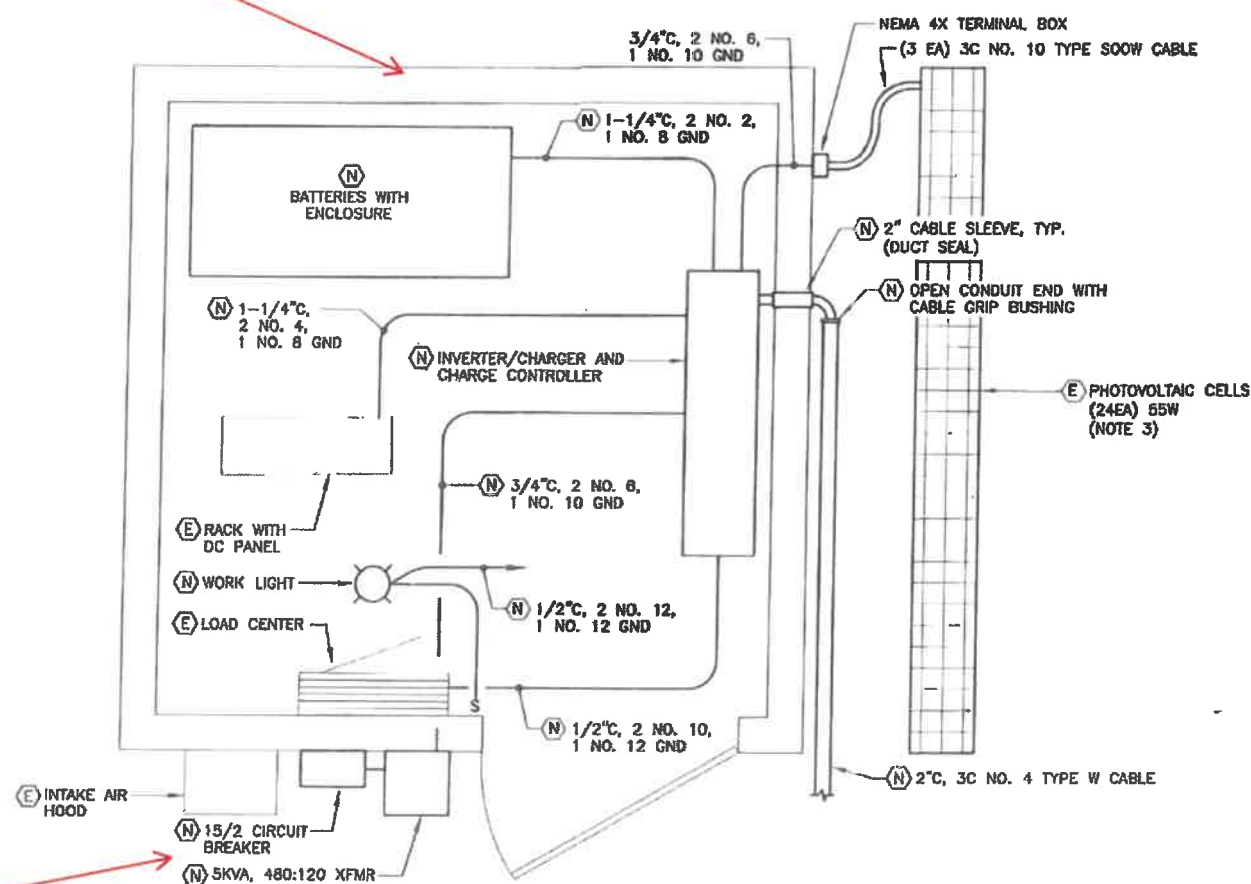 NEMA 4X TERMINAL BOX
3/4"C, 2 NO. 6,
1 NO. 10 GND
(3 EA) 3C NO. 10 TYPE SOOW CABLE
N 1-1/4"C, 2 NO. 2,
1 NO. 8 GND
N
BATTERIES WITH
ENCLOSURE
N 2" CABLE SLEEVE, TYP.
(DUCT SEAL)
N OPEN CONDUIT END WITH
CABLE GRIP BUSHING
N 1-1/4"C,
2 NO. 4,
1 NO. 8 GND
N INVERTER/CHARGER AND
CHARGE CONTROLLER
E PHOTOVOLTAIC CELLS
(24EA) 55W
(NOTE 3)
N 3/4"C, 2 NO. 6,
1 NO. 10 GND
E RACK WITH
DC PANEL
N WORK LIGHT
N 1/2"C, 2 NO. 12,
1 NO. 12 GND
E LOAD CENTER
S
N 1/2"C, 2 NO. 10,
1 NO. 12 GND
N 2"C, 3C NO. 4 TYPE W CABLE
E INTAKE AIR
HOOD
N 15/2 CIRCUIT
BREAKER
N 5KVA, 480:120 XFMR